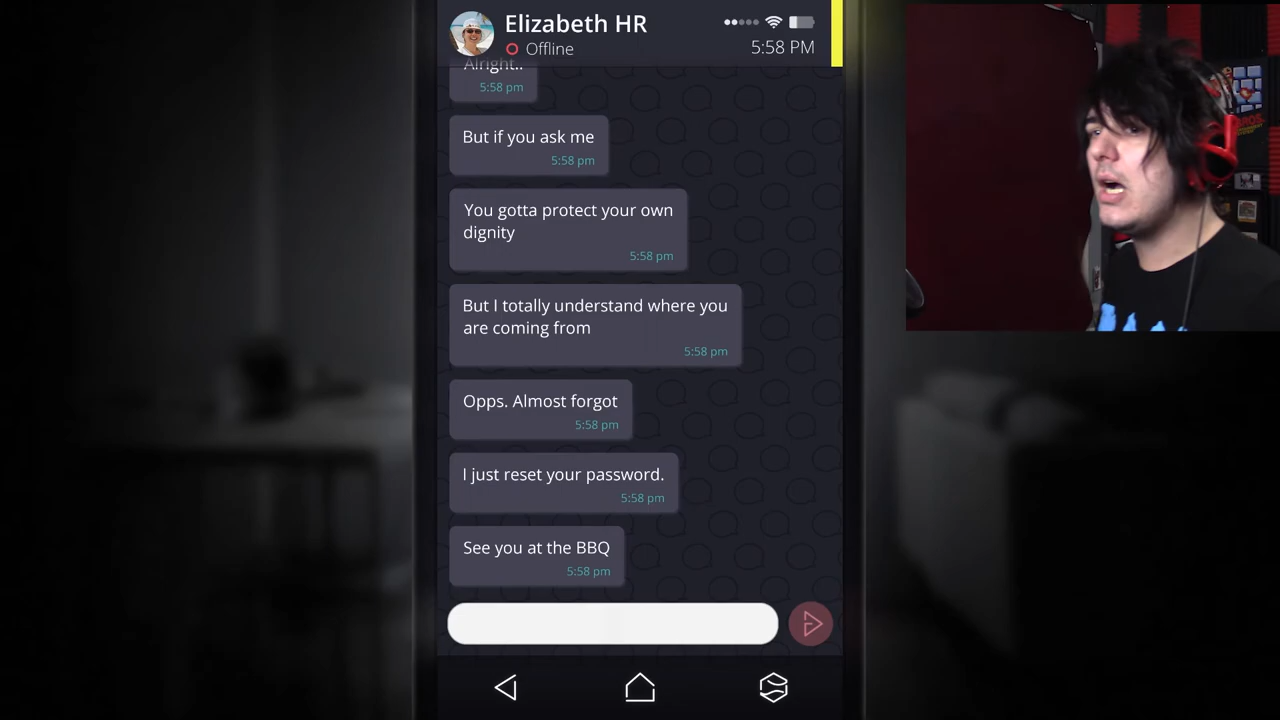 Elizabeth HR
Offline
5:58 PM
Alright..
5:58 pm
But if you ask me
5:58 pm
You gotta protect your own
dignity
5:58 pm
But I totally understand where you
are coming from
5:58 pm
Opps. Almost forgot
5:58 pm
I just reset your password.
5:58 pm
See you at the BBQ
5:58 pm